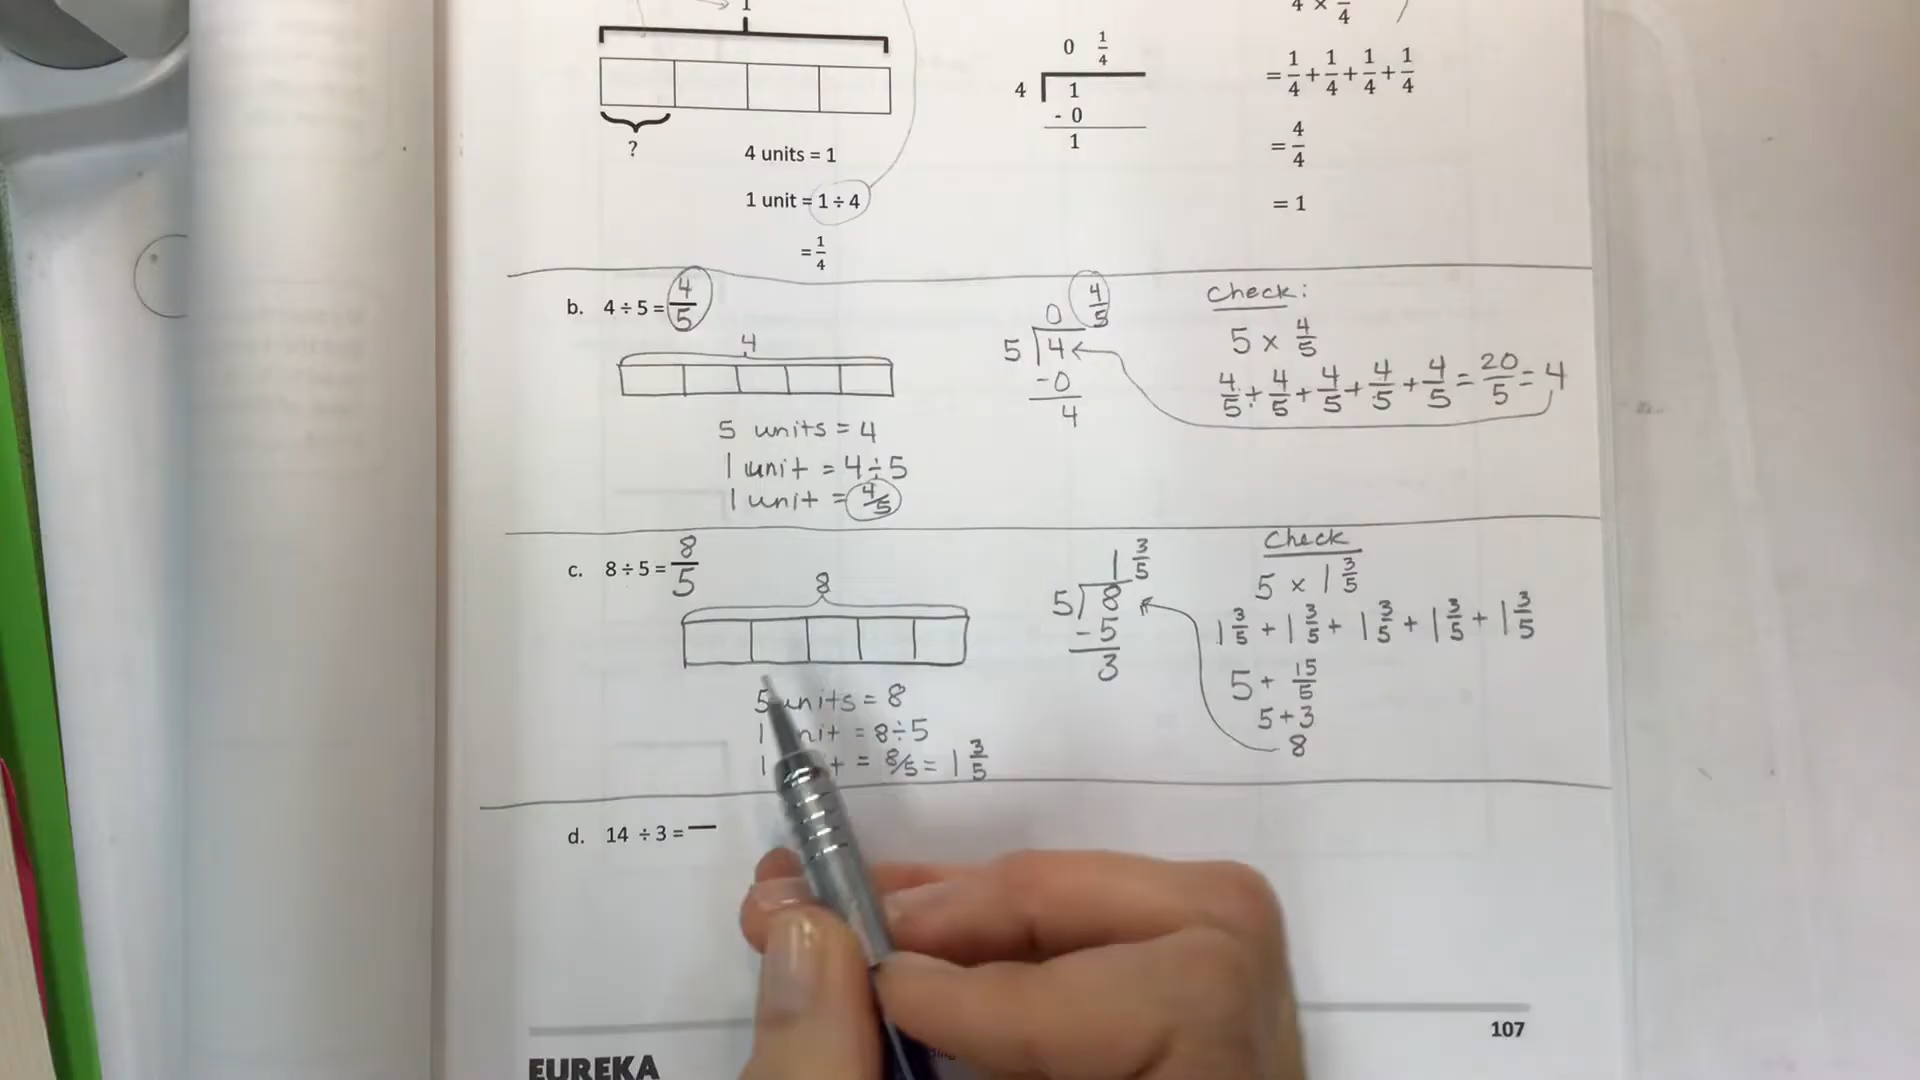 1
4 × — 4
0 1/4
4 1
- 0
1
= 1/4 + 1/4 + 1/4 + 1/4
= 4/4
= 1
?
4 units = 1
1 unit = 1 ÷ 4
= 1/4
b. 4 ÷ 5 = 4/5
4
5 units = 4
1 unit = 4 ÷ 5
1 unit = 4/5
0 4/5
5 4
-0
4
Check:
5 × 4/5
4/5 + 4/5 + 4/5 + 4/5 + 4/5 = 20/5 = 4
c. 8 ÷ 5 = 8/5
8
5 units = 8
1 unit = 8 ÷ 5
1 = 8/5 = 1 3/5
1 3/5
5 8
-5
3
Check
5 × 1 3/5
1 3/5 + 1 3/5 + 1 3/5 + 1 3/5 + 1 3/5
5 + 15/5
5 + 3
8
d. 14 ÷ 3 = —
107
EUREKA